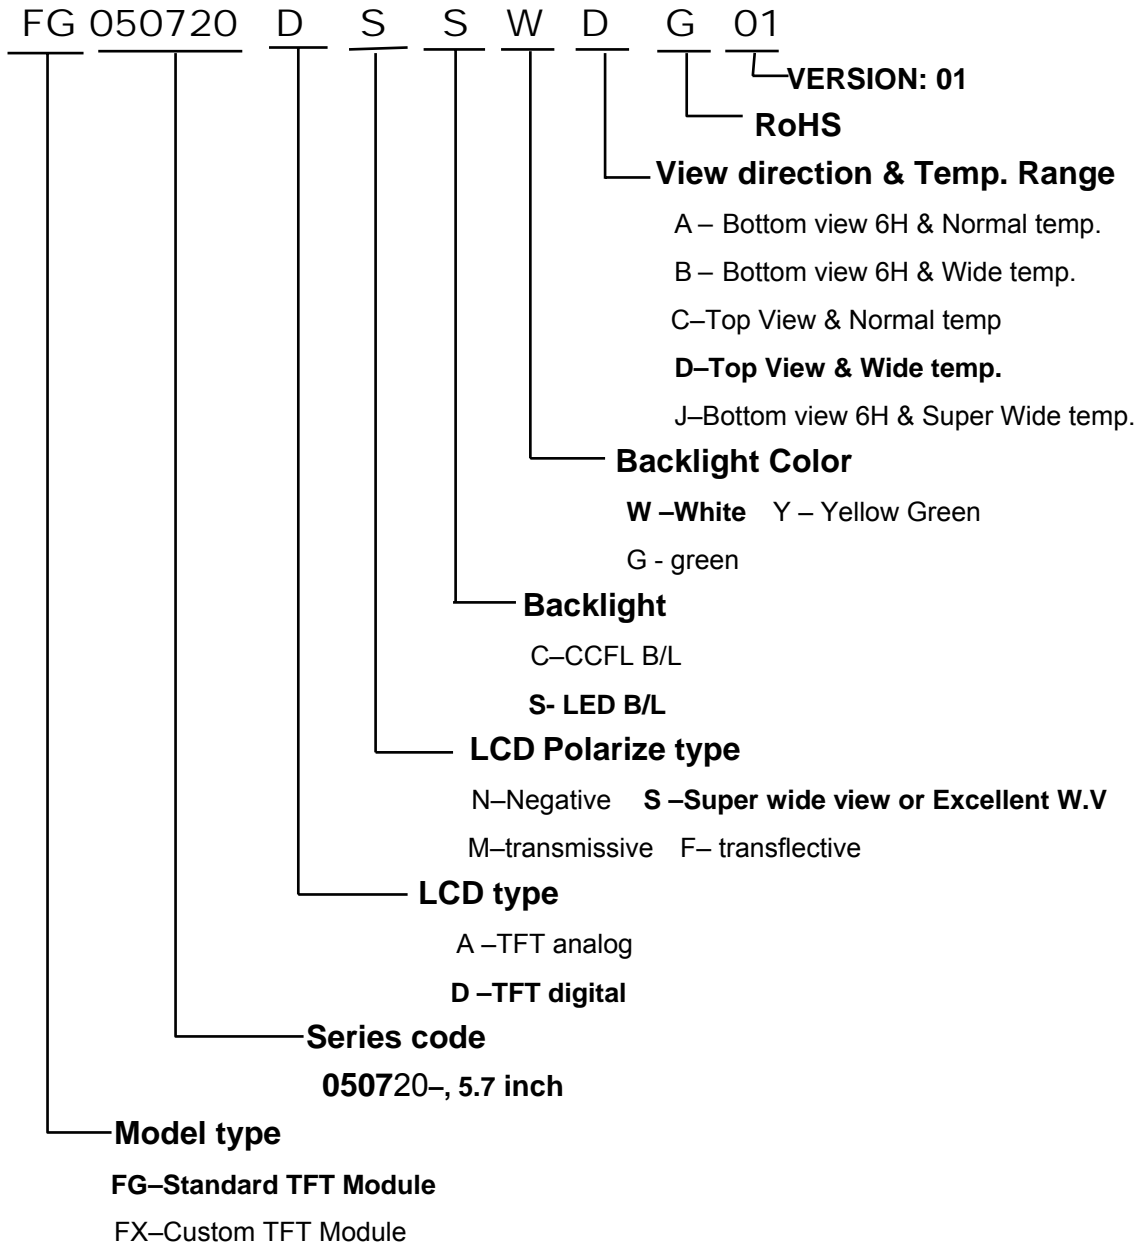 FG 050720 D S S W D G 01
VERSION: 01
RoHS
View direction & Temp. Range
A – Bottom view 6H & Normal temp.
B – Bottom view 6H & Wide temp.
C–Top View & Normal temp
D–Top View & Wide temp.
J–Bottom view 6H & Super Wide temp.
Backlight Color
W –White Y – Yellow Green
G - green
Backlight
C–CCFL B/L
S- LED B/L
LCD Polarize type
N–Negative S –Super wide view or Excellent W.V
M–transmissive F– transflective
LCD type
A –TFT analog
D –TFT digital
Series code
050720–, 5.7 inch
Model type
FG–Standard TFT Module
FX–Custom TFT Module